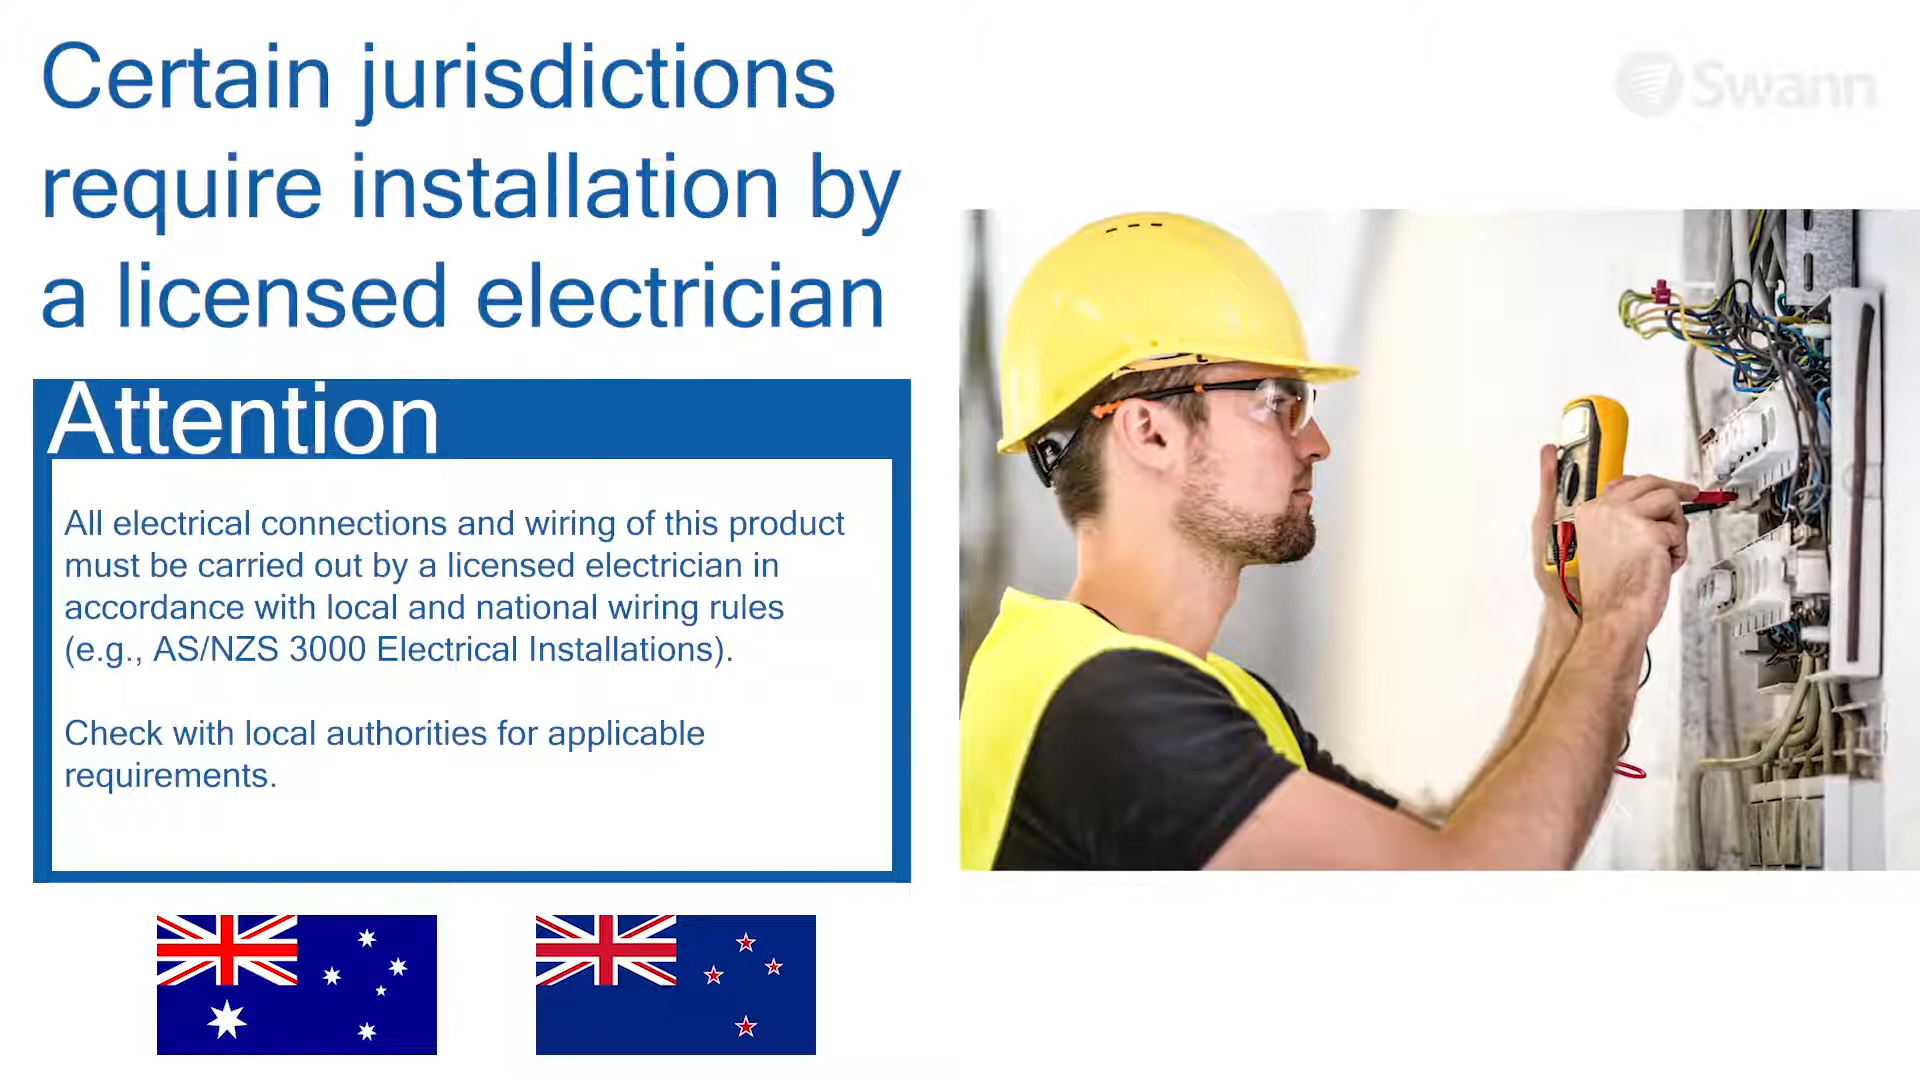 Certain jurisdictions
require installation by
a licensed electrician
Swann
Attention
All electrical connections and wiring of this product
must be carried out by a licensed electrician in
accordance with local and national wiring rules
(e.g., AS/NZS 3000 Electrical Installations).
Check with local authorities for applicable
requirements.